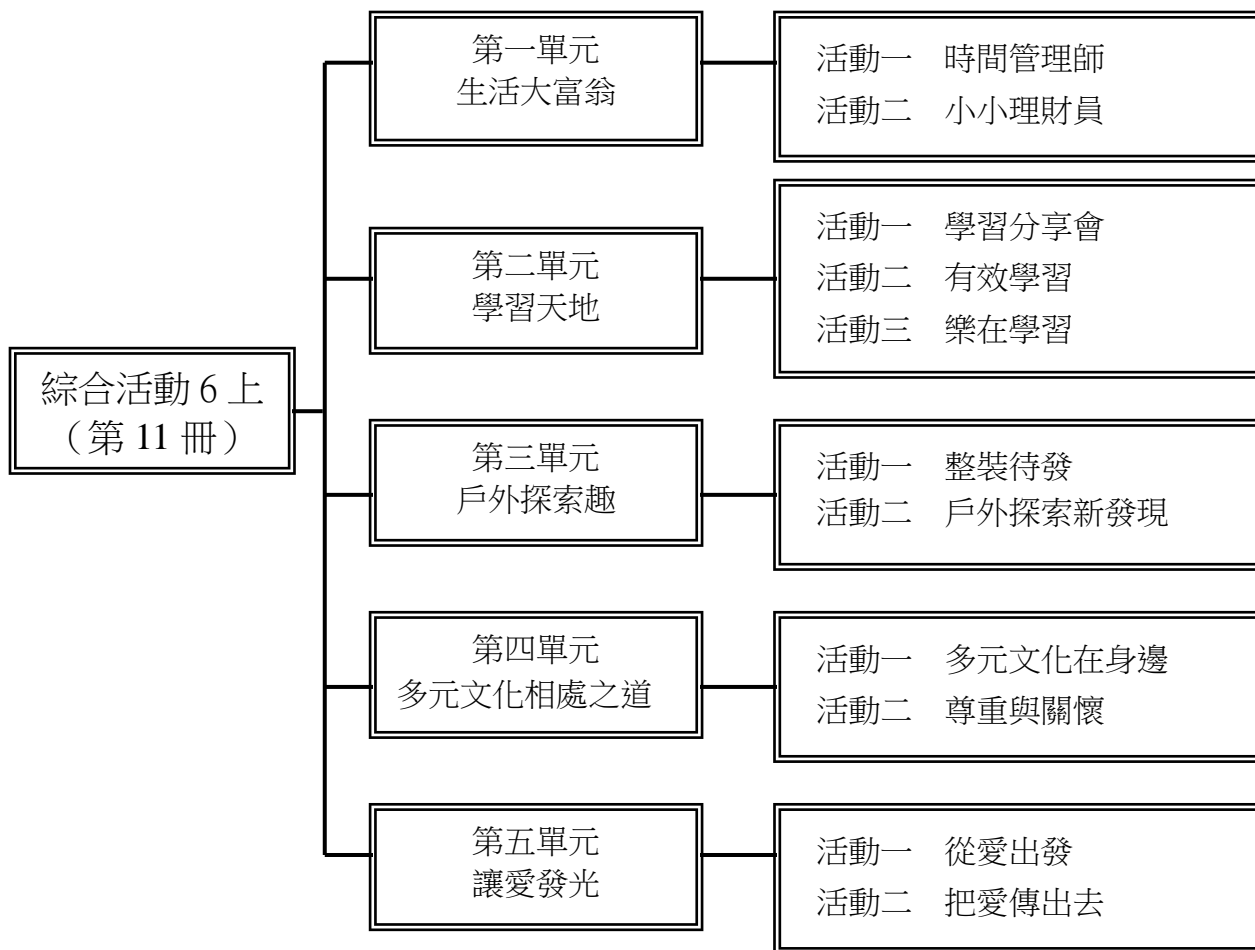 綜合活動 6 上
（第 11 冊）
第一單元
生活大富翁
活動一　時間管理師
活動二　小小理財員
第二單元
學習天地
活動一　學習分享會
活動二　有效學習
活動三　樂在學習
第三單元
戶外探索趣
活動一　整裝待發
活動二　戶外探索新發現
第四單元
多元文化相處之道
活動一　多元文化在身邊
活動二　尊重與關懷
第五單元
讓愛發光
活動一　從愛出發
活動二　把愛傳出去